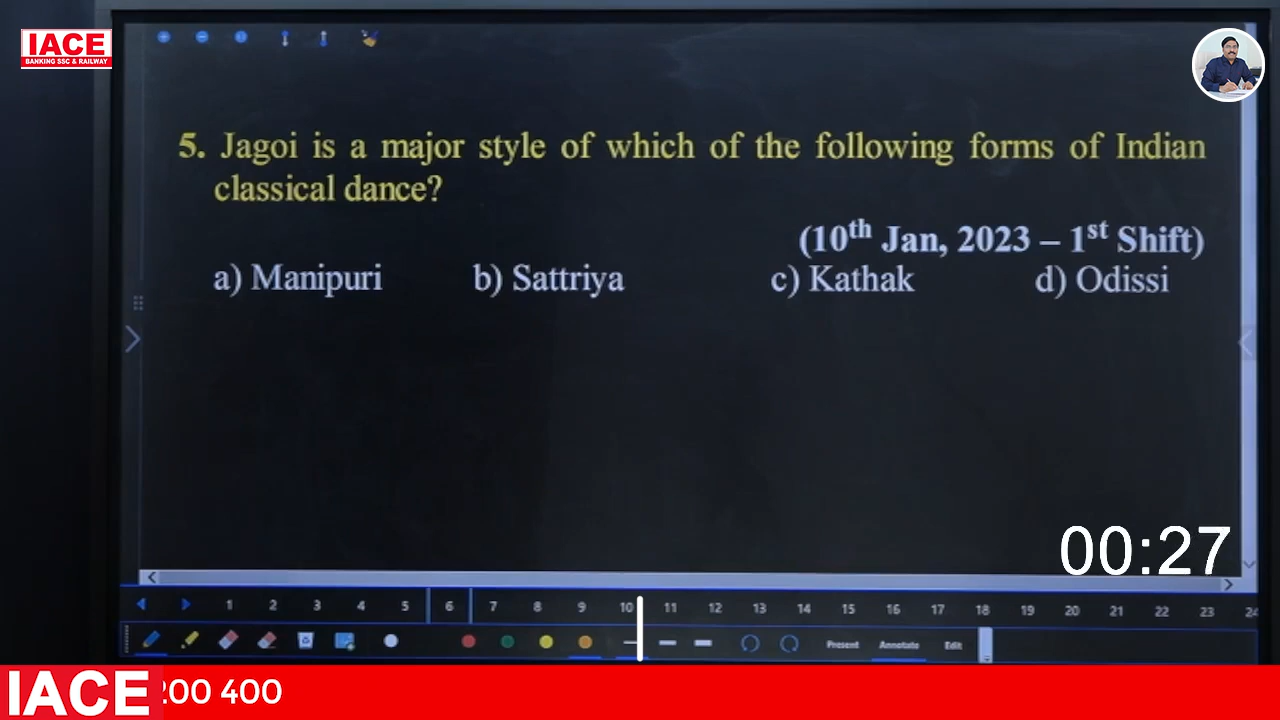 IACE
BANKING SSC & RAILWAY
5. Jagoi is a major style of which of the following forms of Indian
classical dance?
(10th Jan, 2023 – 1st Shift)
a) Manipuri b) Sattriya c) Kathak d) Odissi
00:27
1 2 3 4 5 6 7 8 9 10 11 12 13 14 15 16 17 18 19 20 21 22 23 24
Present Annotate Edit
IACE 200 400